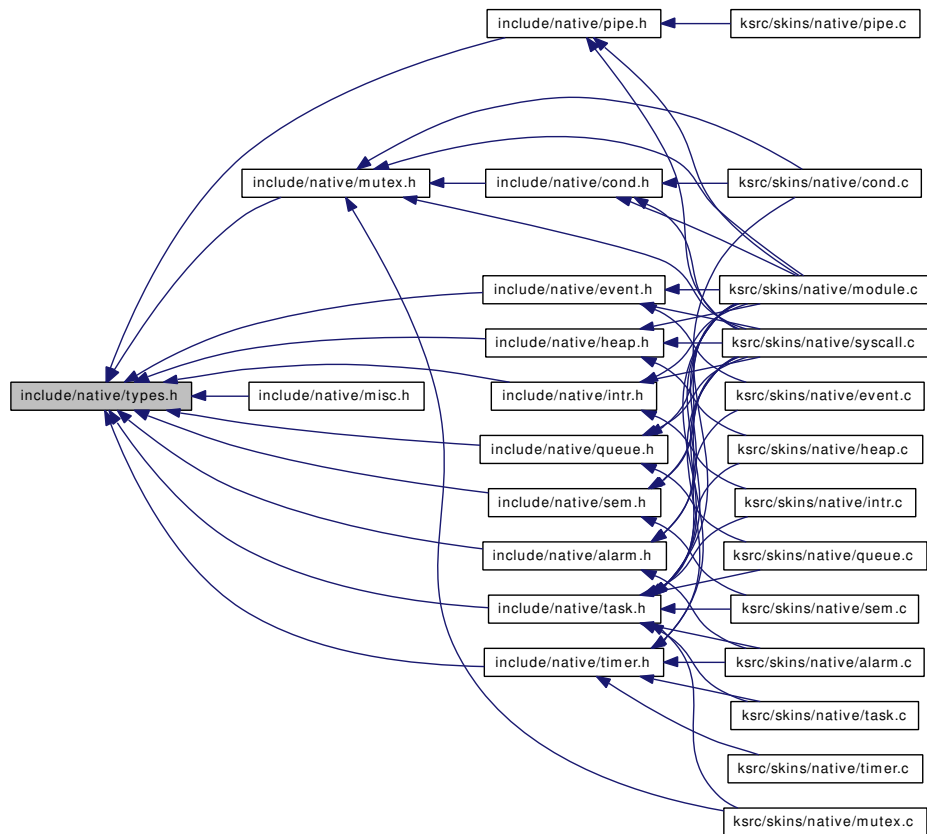 include/native/pipe.h
ksrc/skins/native/pipe.c
include/native/mutex.h
include/native/cond.h
ksrc/skins/native/cond.c
include/native/event.h
ksrc/skins/native/module.c
include/native/heap.h
ksrc/skins/native/syscall.c
include/native/types.h
include/native/misc.h
include/native/intr.h
ksrc/skins/native/event.c
include/native/queue.h
ksrc/skins/native/heap.c
include/native/sem.h
ksrc/skins/native/intr.c
include/native/alarm.h
ksrc/skins/native/queue.c
include/native/task.h
ksrc/skins/native/sem.c
include/native/timer.h
ksrc/skins/native/alarm.c
ksrc/skins/native/task.c
ksrc/skins/native/timer.c
ksrc/skins/native/mutex.c